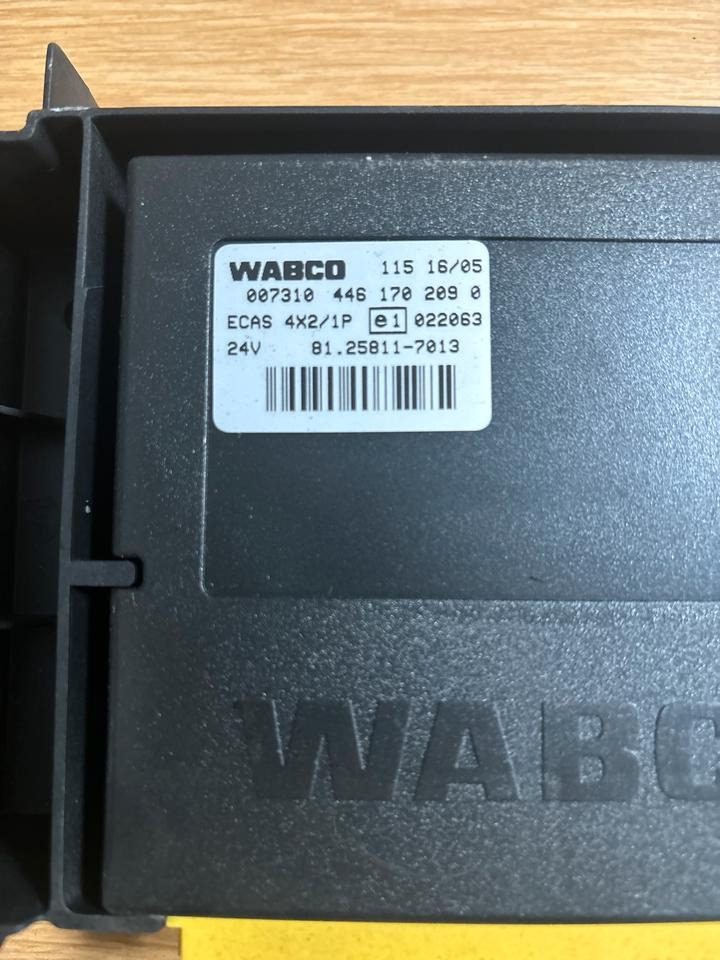 WABCO 115 16/05
007310 446 170 209 0
ECAS 4X2/1P e1 022063
24V 81.25811-7013
WABC